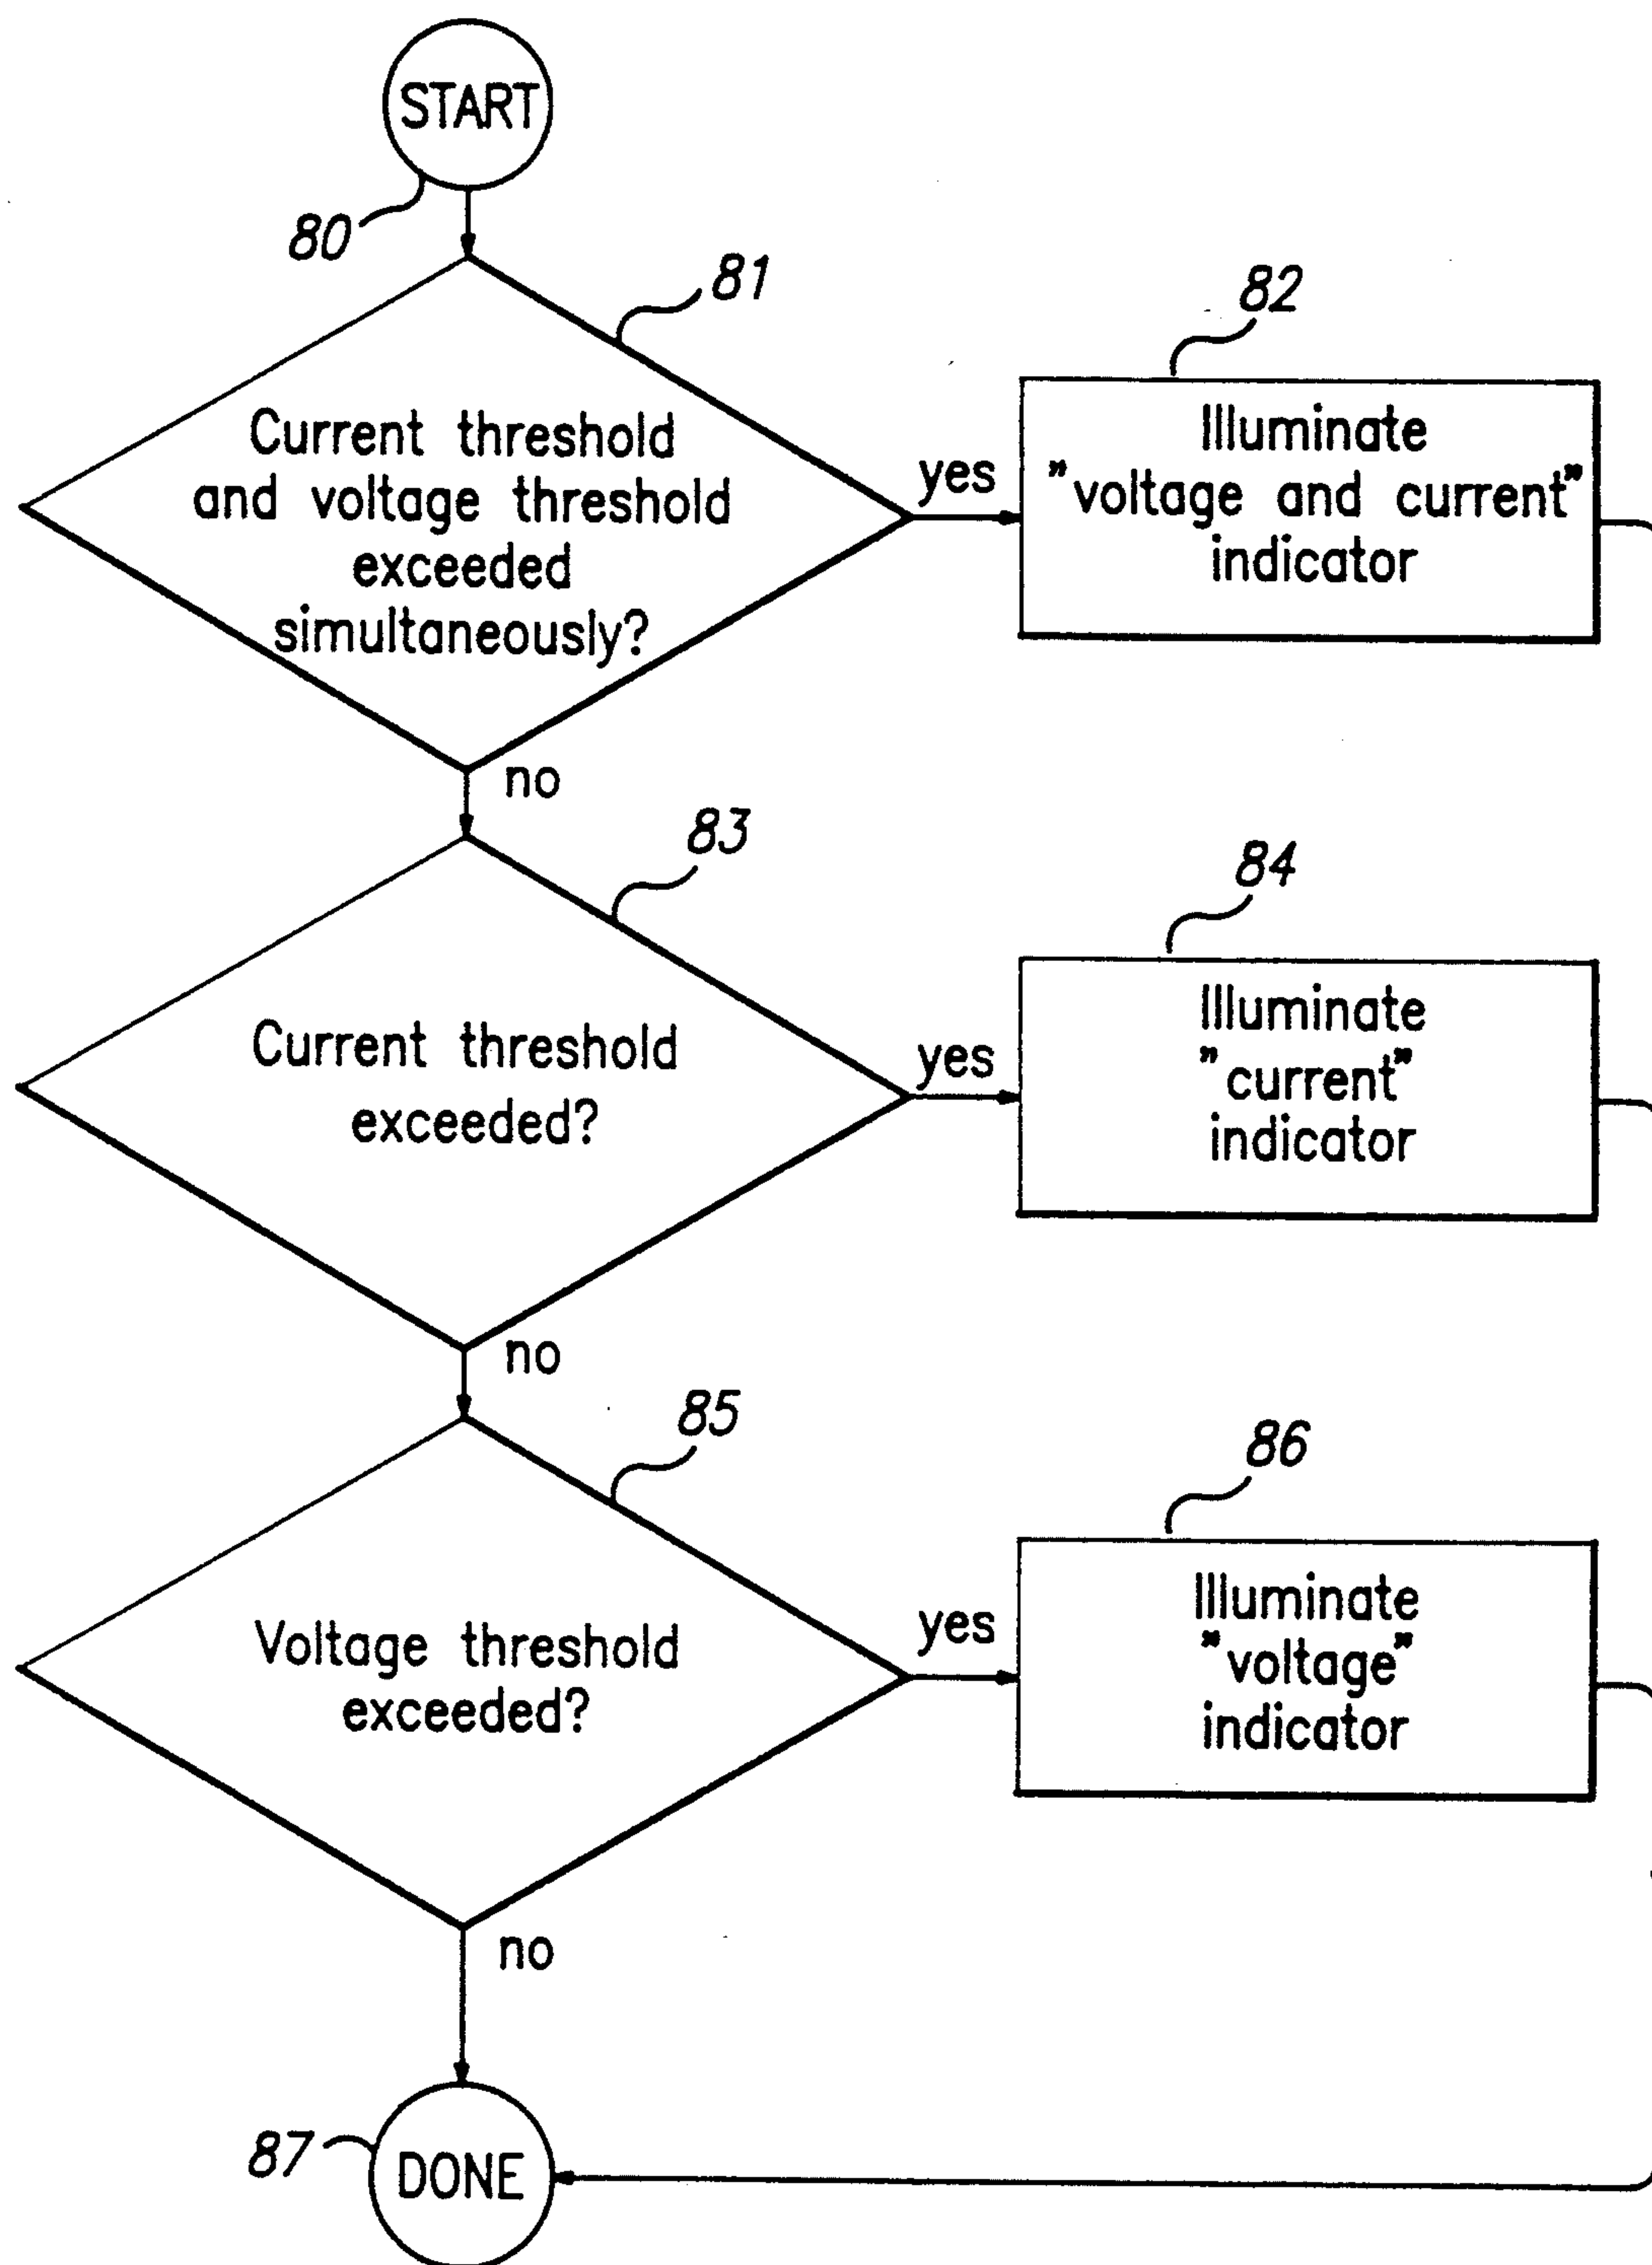 START
80
81
Current threshold
and voltage threshold
exceeded
simultaneously?
yes
82
Illuminate
"voltage and current"
indicator
no
83
Current threshold
exceeded?
yes
84
Illuminate
"current"
indicator
no
85
Voltage threshold
exceeded?
yes
86
Illuminate
"voltage"
indicator
no
87
DONE